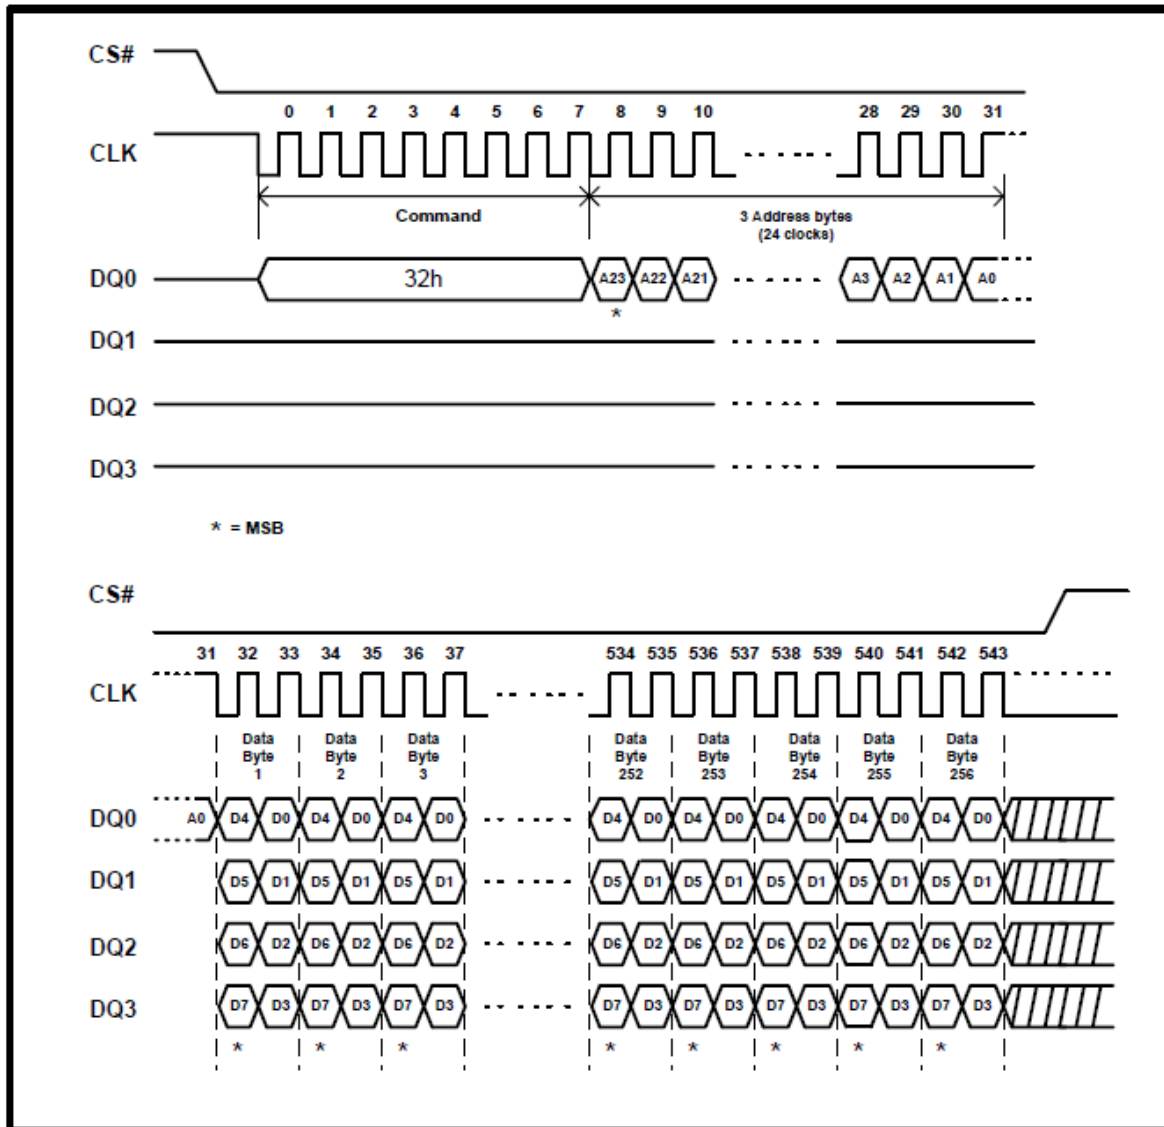 CS#
0 1 2 3 4 5 6 7 8 9 10 28 29 30 31
CLK
Command
3 Address bytes
(24 clocks)
DQ0 32h A23 A22 A21 A3 A2 A1 A0
*
DQ1
DQ2
DQ3
* = MSB
CS#
31 32 33 34 35 36 37 534 535 536 537 538 539 540 541 542 543
CLK
Data Data Data Data Data Data Data Data
Byte Byte Byte Byte Byte Byte Byte Byte
1 2 3 252 253 254 255 256
DQ0 A0 D4 D0 D4 D0 D4 D0 D4 D0 D4 D0 D4 D0 D4 D0 D4 D0
DQ1 D5 D1 D5 D1 D5 D1 D5 D1 D5 D1 D5 D1 D5 D1 D5 D1
DQ2 D6 D2 D6 D2 D6 D2 D6 D2 D6 D2 D6 D2 D6 D2 D6 D2
DQ3 D7 D3 D7 D3 D7 D3 D7 D3 D7 D3 D7 D3 D7 D3 D7 D3
* * * * * * * *